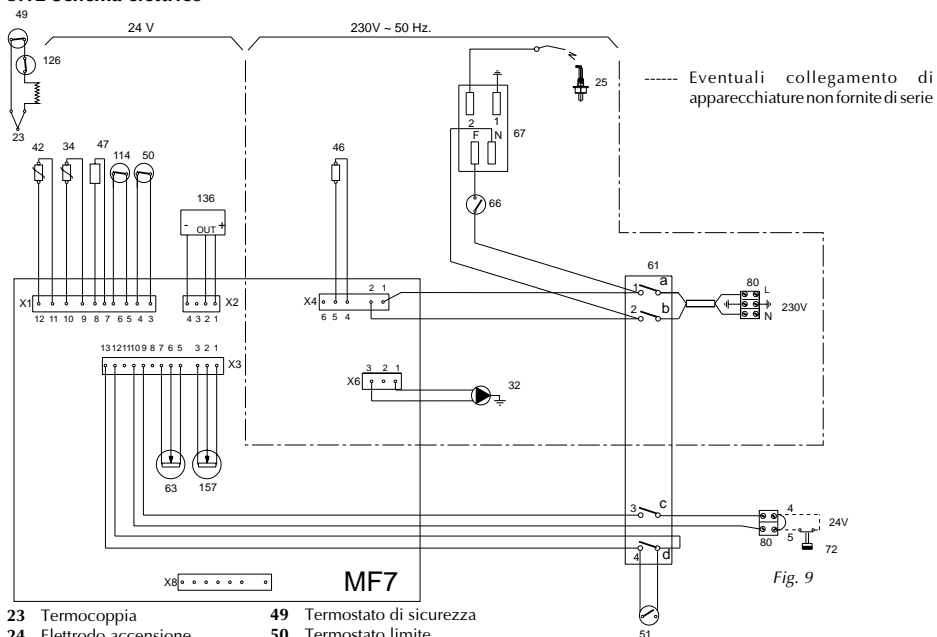 49
24 V
230V ~ 50 Hz.
126
23
25
------ Eventuali collegamento di
apparecchiature non fornite di serie
2 1
67
F N
42 34 47 114 50
46
66
136
- OUT +
61
a
1
b
2
80
L
N
230V
X1
12 11 10 9 8 7 6 5 4 3
X2
4 3 2 1
X4
2 1
6 5 4
13 12 11 10 9 8 7 6 5 3 2 1
X3
X6
3 2 1
32
63 157
3 c
4 d
80
4
5
24V
72
X8
MF7
Fig. 9
51
23 Termocoppia
49 Termostato di sicurezza
24 Elettrodo accensione
50 Termostato limite